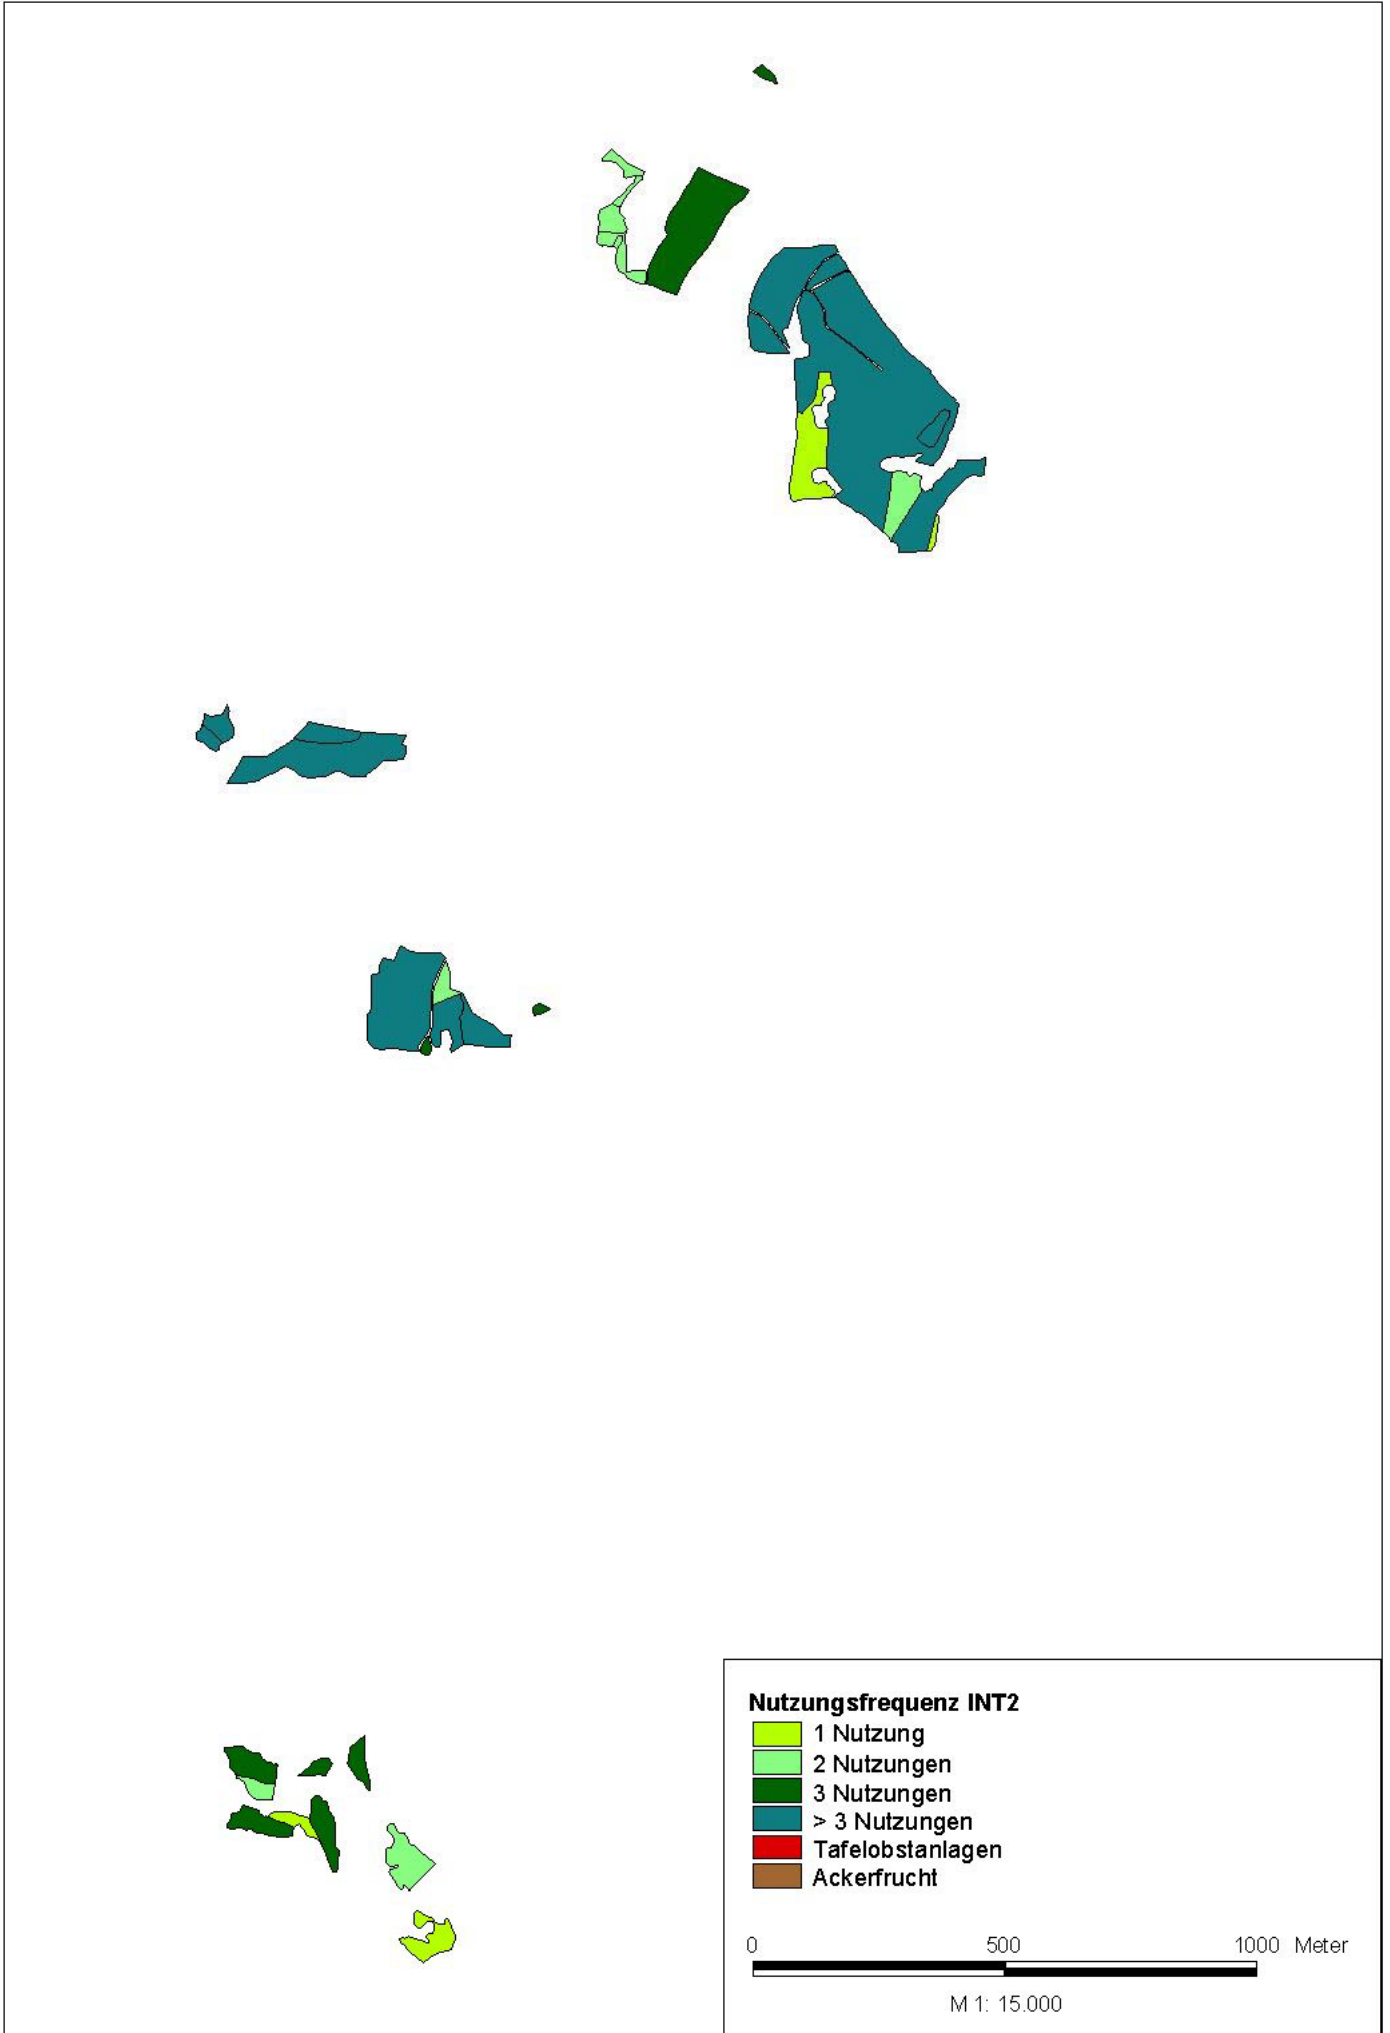 Nutzungsfrequenz INT2
1 Nutzung
2 Nutzungen
3 Nutzungen
> 3 Nutzungen
Tafelobstanlagen
Ackerfrucht
0 500 1000 Meter
M 1: 15.000